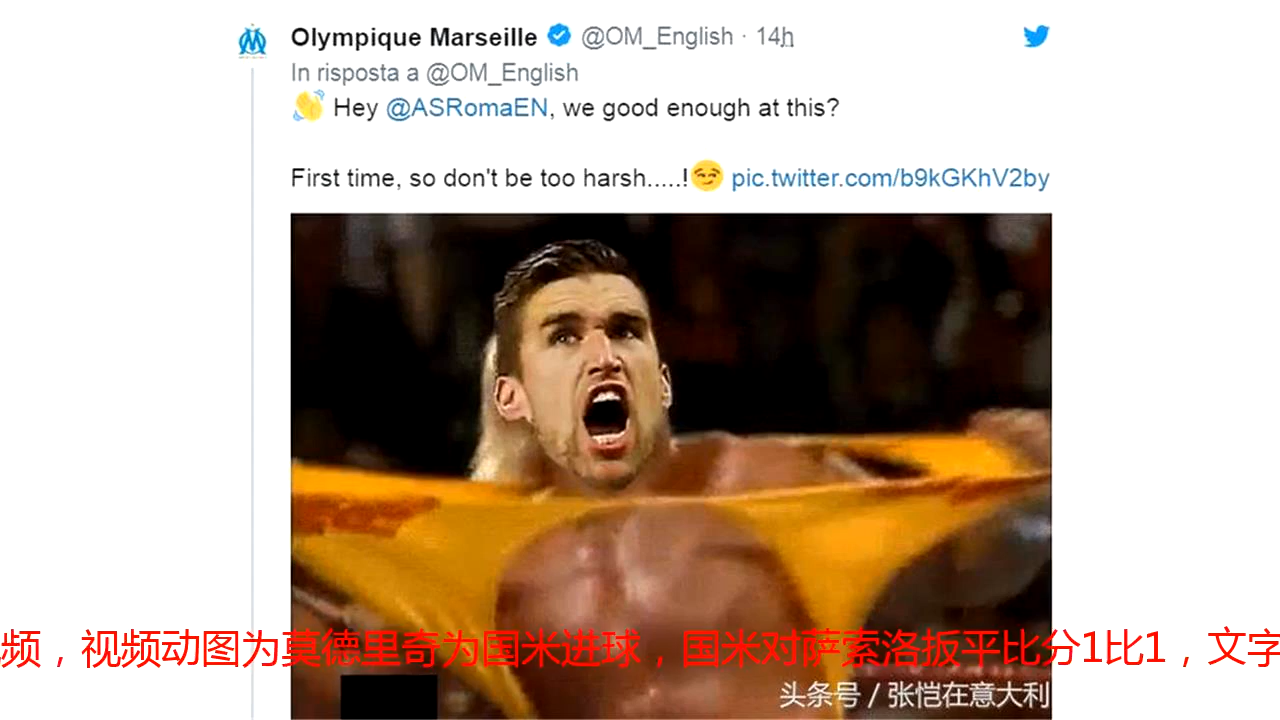 Olympique Marseille @OM_English · 14h
In risposta a @OM_English
👋 Hey @ASRomaEN, we good enough at this?
First time, so don't be too harsh.....!😏 pic.twitter.com/b9kGKhV2by
频，视频动图为莫德里奇为国米进球，国米对萨索洛扳平比分1比1，文字
头条号 / 张恺在意大利